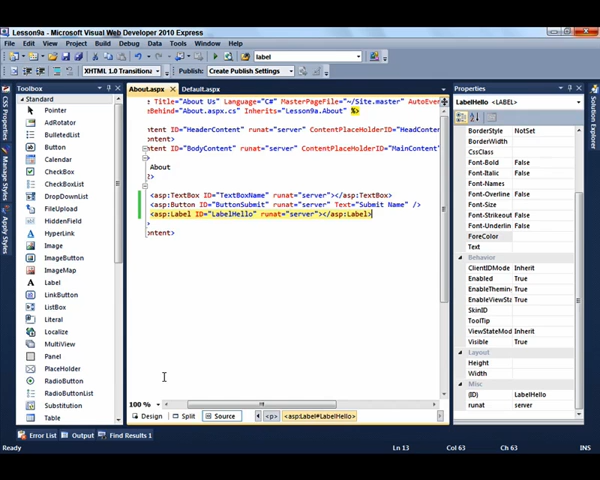 Lesson9a - Microsoft Visual Web Developer 2010 Express
File Edit View Project Debug Data Tools Window Help
label
XHTML 1.0 Transitiona Publish: Create Publish Settings
CSS Properties
Manage Styles
Apply Styles
Toolbox
Standard
Pointer
AdRotator
BulletedList
Button
Calendar
CheckBox
CheckBoxList
DropDownList
FileUpload
HiddenField
HyperLink
Image
ImageButton
ImageMap
Label
LinkButton
ListBox
Literal
Localize
MultiView
Panel
PlaceHolder
RadioButton
RadioButtonList
Substitution
Table
About.aspx Default.aspx
Title="About Us" Language="C#" MasterPageFile="~/Site.master" AutoEven
ehind="About.aspx.cs" Inherits="Lesson9a.About" %>
ntent ID="HeaderContent" runat="server" ContentPlaceHolderID="HeadConte
ntent ID="BodyContent" runat="server" ContentPlaceHolderID="MainContent"
About
2>
<asp:TextBox ID="TextBoxName" runat="server"></asp:TextBox>
<asp:Button ID="ButtonSubmit" runat="server" Text="Submit Name" />
<asp:Label ID="LabelHello" runat="server"></asp:Label>
>
ontent>
100 %
Design Split Source <p> <asp:Label#LabelHello>
Properties
LabelHello <LABEL>
BorderStyle NotSet
BorderWidth
CssClass
Font-Bold False
Font-Italic False
Font-Names
Font-Overline False
Font-Size
Font-Strikeout False
Font-Underlin False
ForeColor
Text
Behavior
ClientIDMode Inherit
Enabled True
EnableThemin True
EnableViewSta True
SkinID
ToolTip
ViewStateMod Inherit
Visible True
Layout
Height
Width
Misc
(ID) LabelHello
runat server
Solution Explorer
Error List Output Find Results 1
Ready Ln 13 Col 63 Ch 63 INS